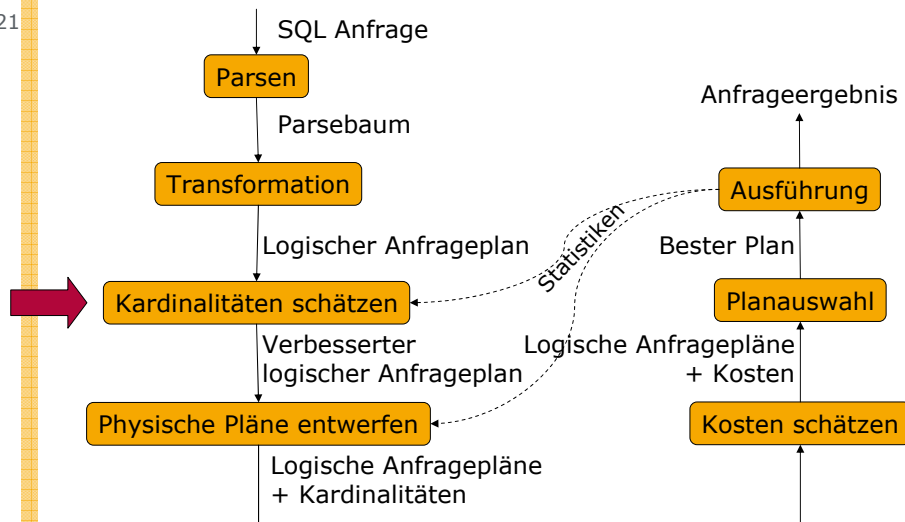 21
SQL Anfrage
Parsen
Parsebaum
Transformation
Logischer Anfrageplan
Kardinalitäten schätzen
Verbesserter
logischer Anfrageplan
Physische Pläne entwerfen
Logische Anfragepläne
+ Kardinalitäten
Statistiken
Anfrageergebnis
Ausführung
Bester Plan
Planauswahl
Logische Anfragepläne
+ Kosten
Kosten schätzen